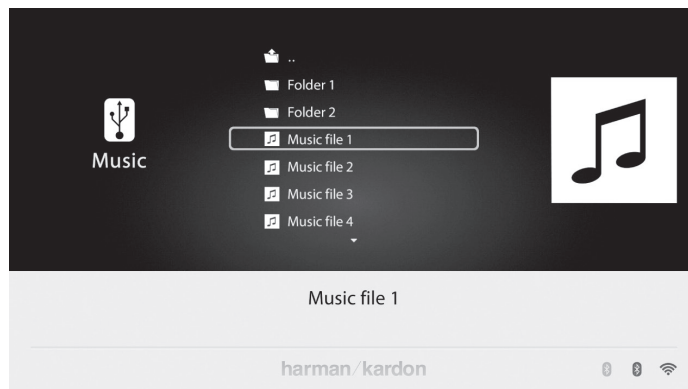 ..
Folder 1
Folder 2
Music file 1
Music
Music file 2
Music file 3
Music file 4
Music file 1
harman/kardon